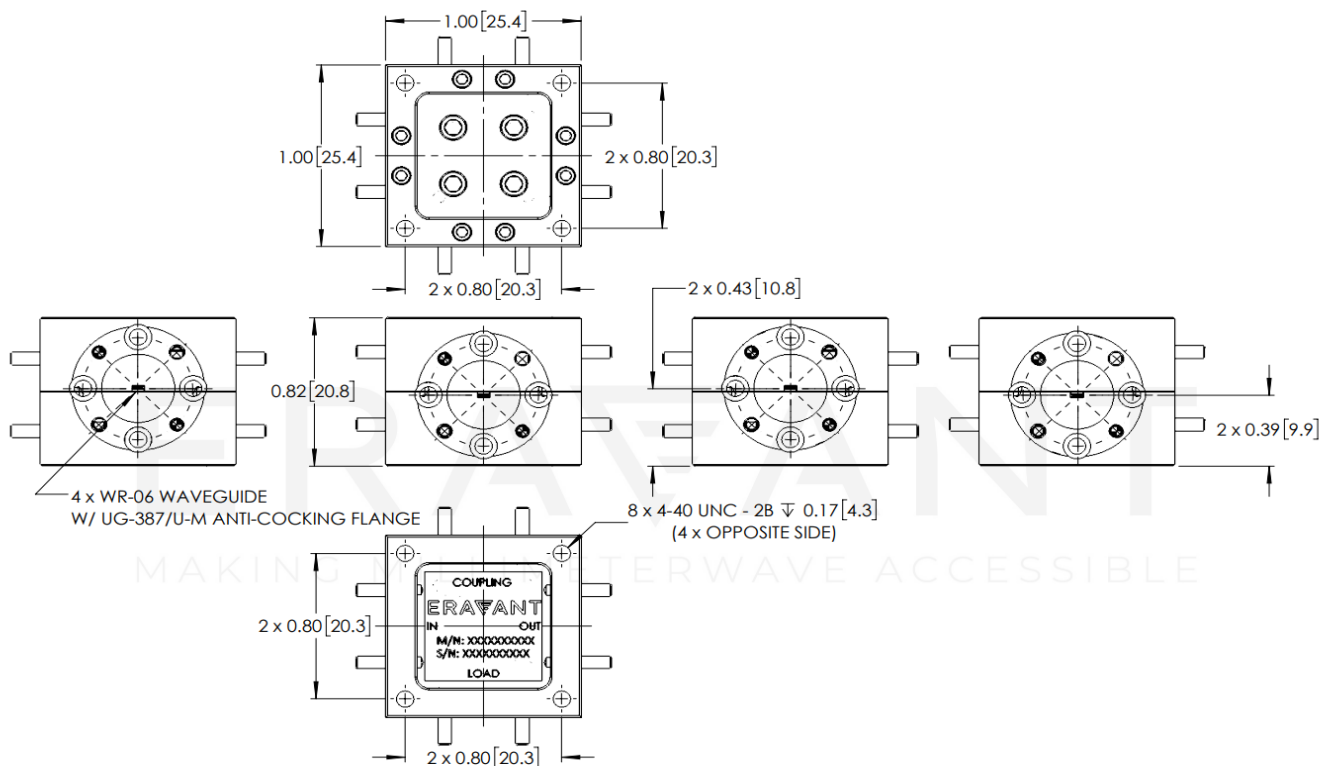 1.00[25.4]
1.00[25.4]
2 x 0.80[20.3]
2 x 0.80[20.3]
2 x 0.43[10.8]
0.82[20.8]
2 x 0.39[9.9]
ERAVANT
4 x WR-06 WAVEGUIDE
W/ UG-387/U-M ANTI-COCKING FLANGE
8 x 4-40 UNC - 2B ↧ 0.17[4.3]
(4 x OPPOSITE SIDE)
MAKING MILLIMETERWAVE ACCESSIBLE
COUPLING
ERAVANT
2 x 0.80[20.3]
IN OUT
M/N: XXXXXXXXXX
S/N: XXXXXXXXXX
LOAD
2 x 0.80[20.3]